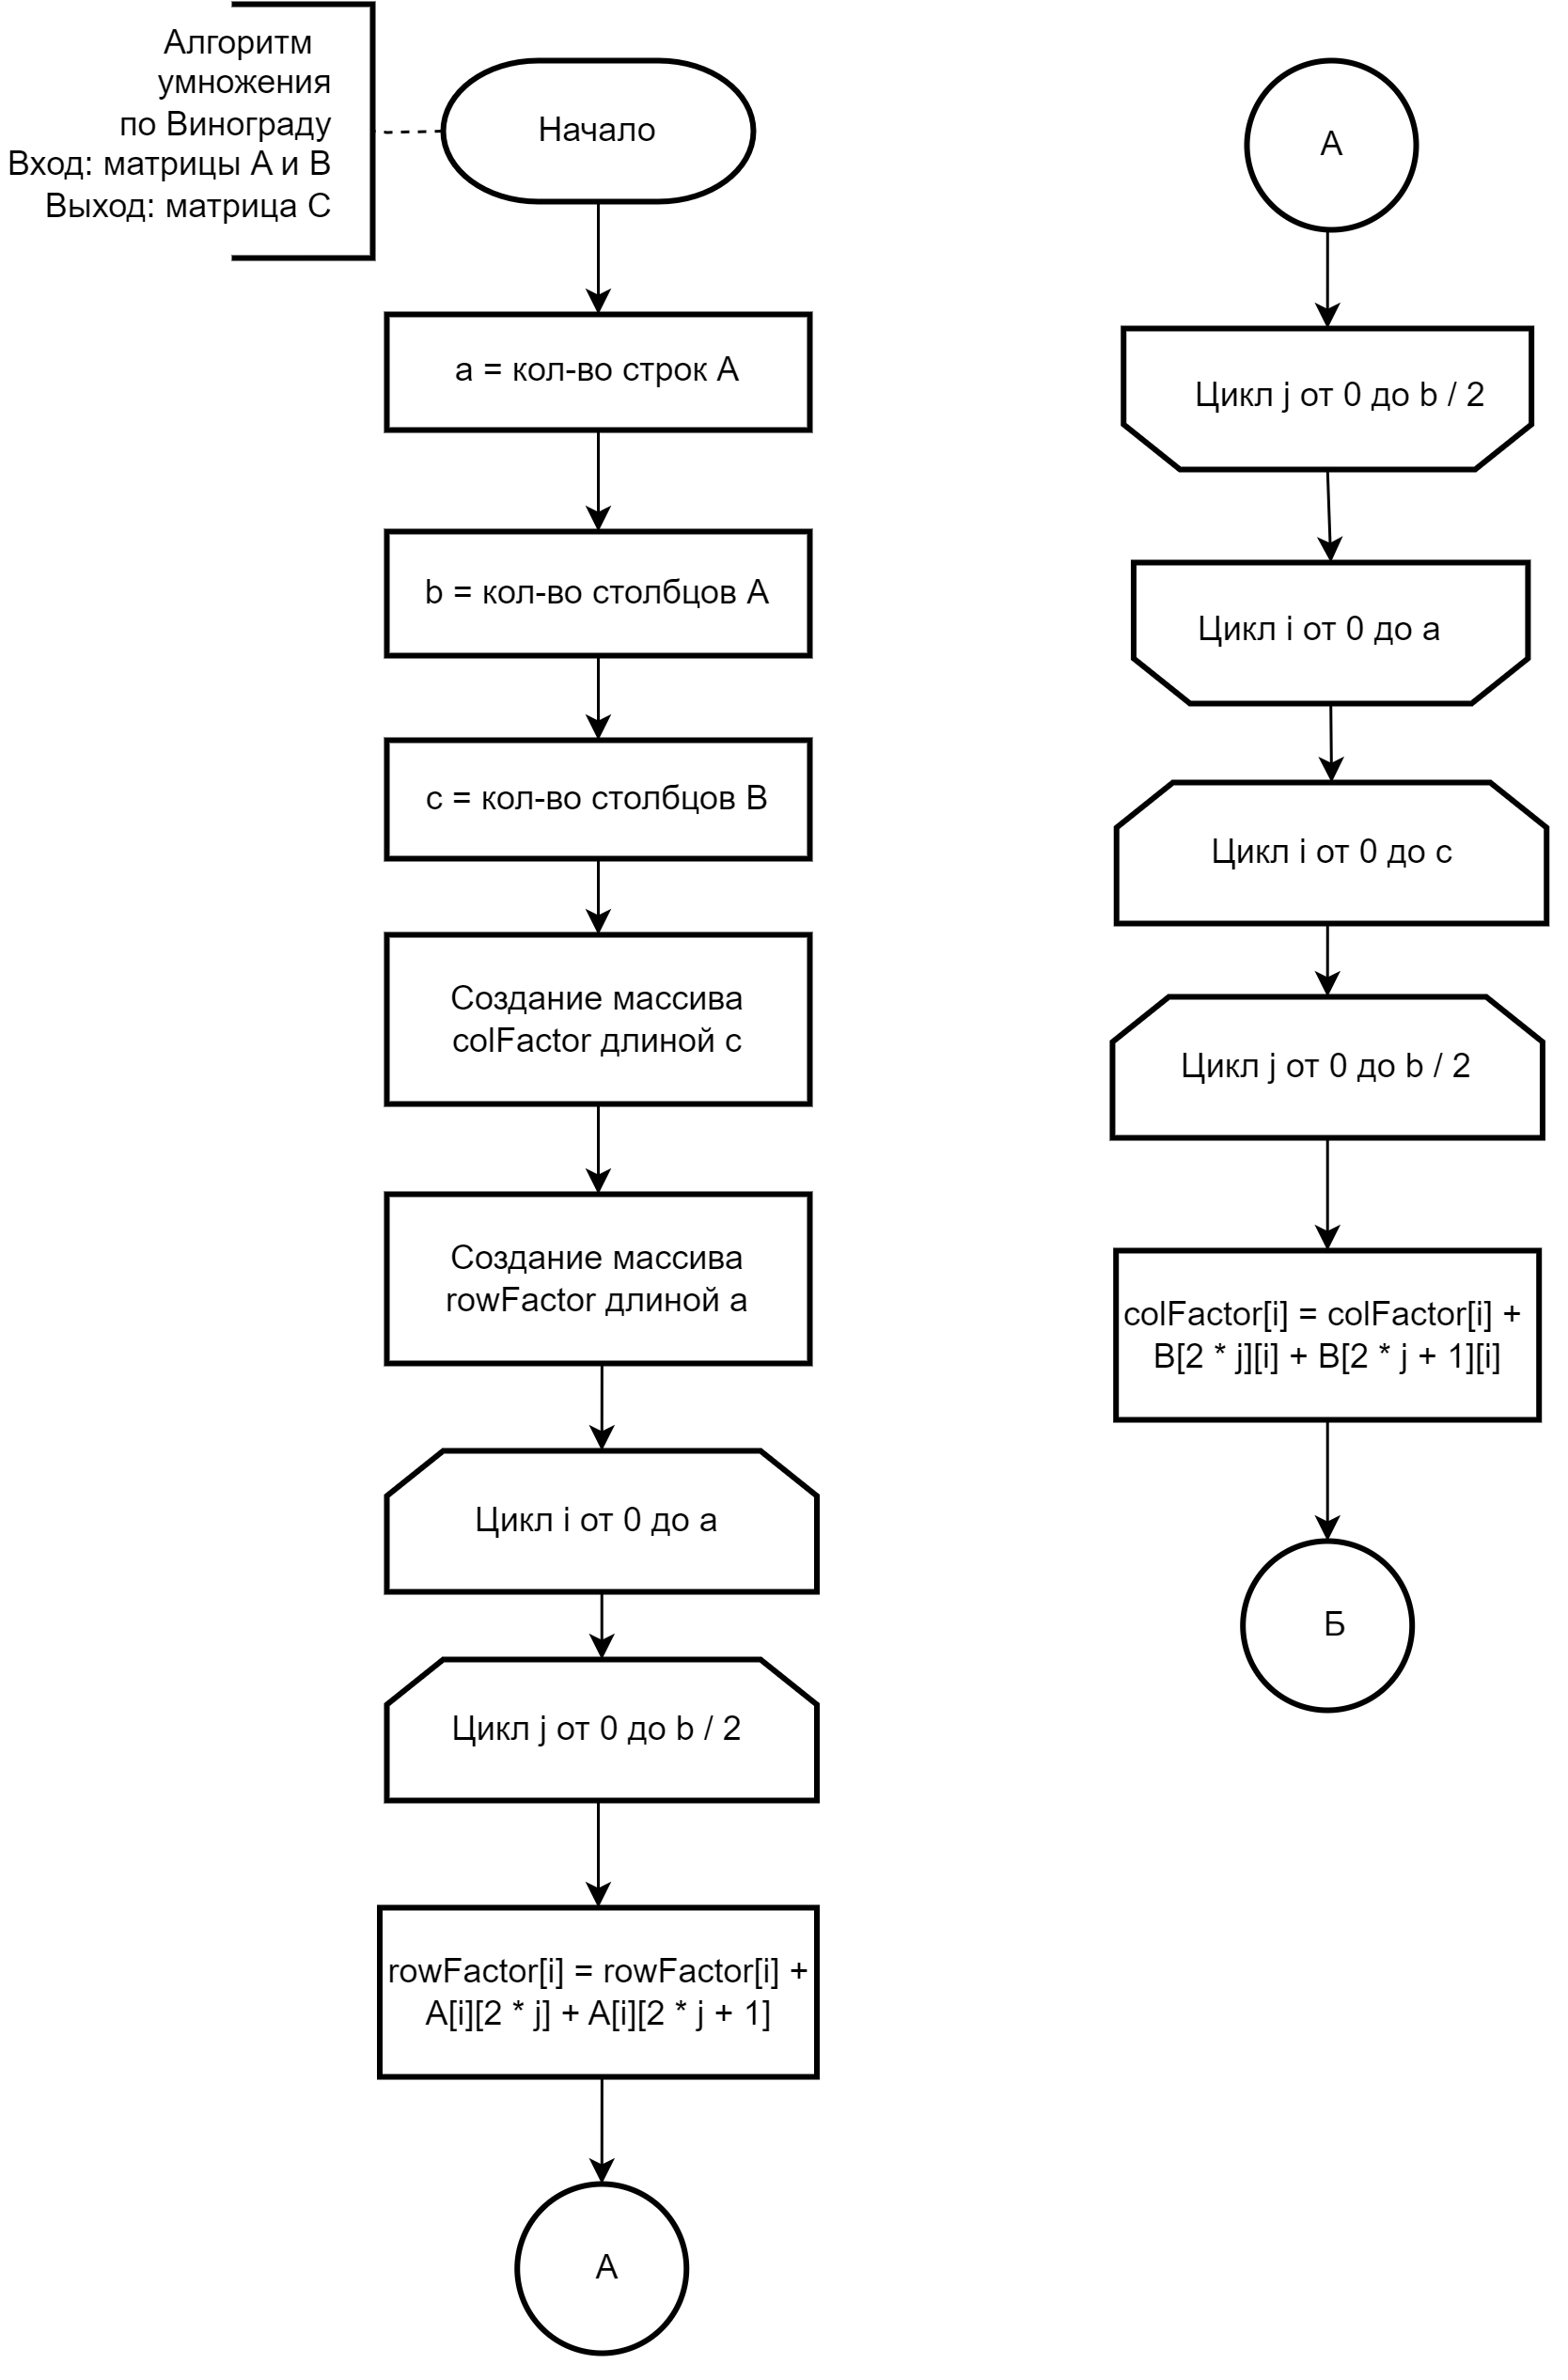 Алгоритм
умножения
по Винограду
Вход: матрицы A и B
Выход: матрица C
Начало
a = кол-во строк A
b = кол-во столбцов A
c = кол-во столбцов B
Создание массива
colFactor длиной c
Создание массива
rowFactor длиной a
Цикл i от 0 до a
Цикл j от 0 до b / 2
rowFactor[i] = rowFactor[i] +
A[i][2 * j] + A[i][2 * j + 1]
А
А
Цикл j от 0 до b / 2
Цикл i от 0 до a
Цикл i от 0 до c
Цикл j от 0 до b / 2
colFactor[i] = colFactor[i] +
B[2 * j][i] + B[2 * j + 1][i]
Б